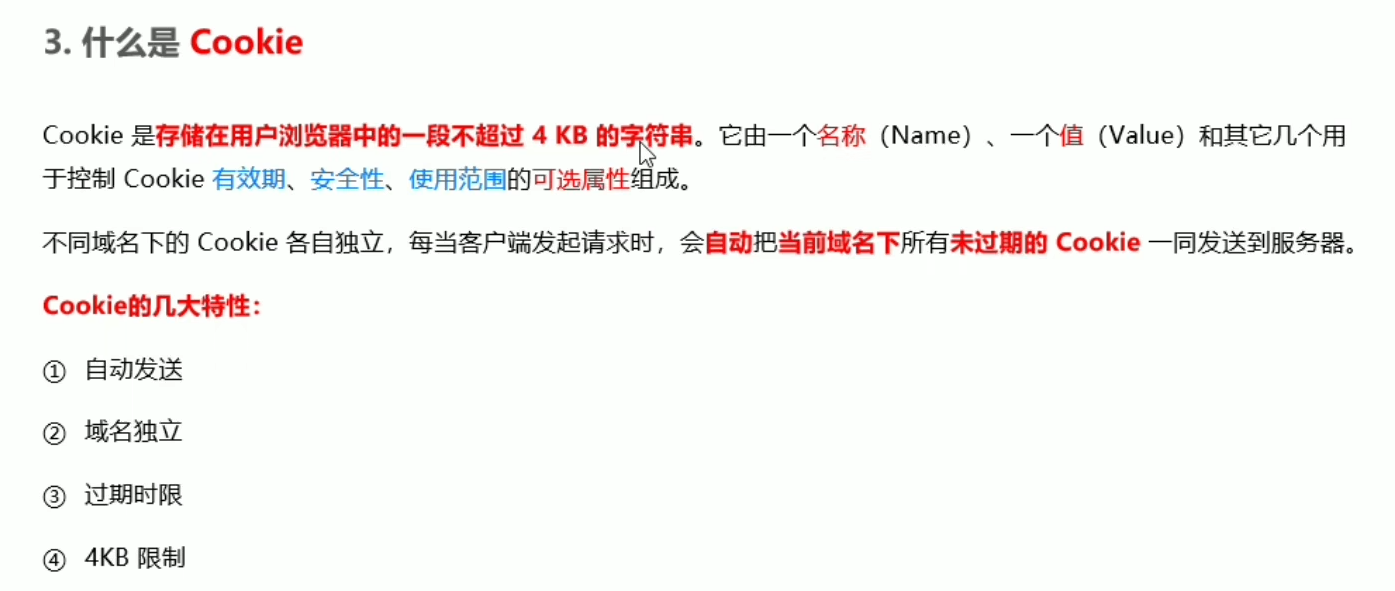 3. 什么是 Cookie
Cookie 是存储在用户浏览器中的一段不超过 4 KB 的字符串。它由一个名称（Name）、一个值（Value）和其它几个用
于控制 Cookie 有效期、安全性、使用范围的可选属性组成。
不同域名下的 Cookie 各自独立，每当客户端发起请求时，会自动把当前域名下所有未过期的 Cookie 一同发送到服务器。
Cookie的几大特性：
① 自动发送
② 域名独立
③ 过期时限
④ 4KB 限制